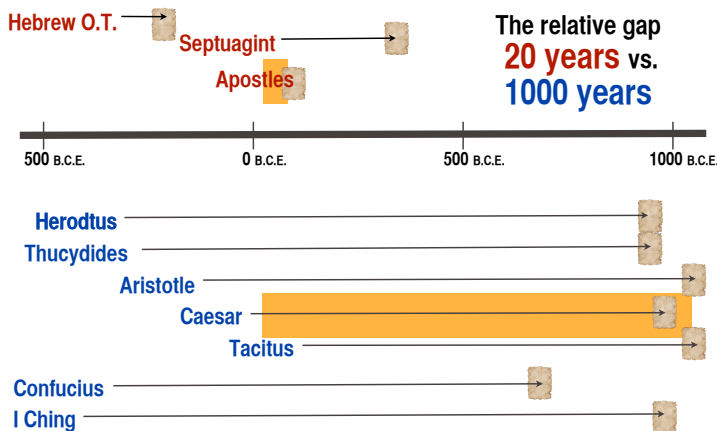 Hebrew O.T.
Septuagint
Apostles
The relative gap
20 years vs.
1000 years
500 B.C.E.
0 B.C.E.
500 B.C.E.
1000 B.C.E.
Herodtus
Thucydides
Aristotle
Caesar
Tacitus
Confucius
I Ching